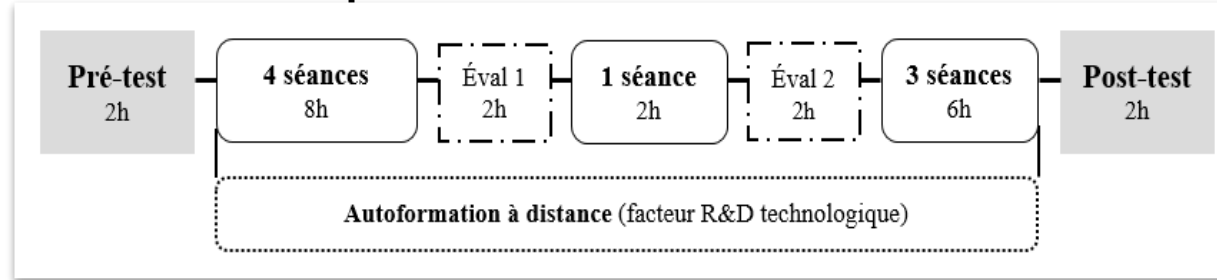 Pré-test
2h
4 séances
8h
Éval 1
2h
1 séance
2h
Éval 2
2h
3 séances
6h
Post-test
2h
Autoformation à distance (facteur R&D technologique)